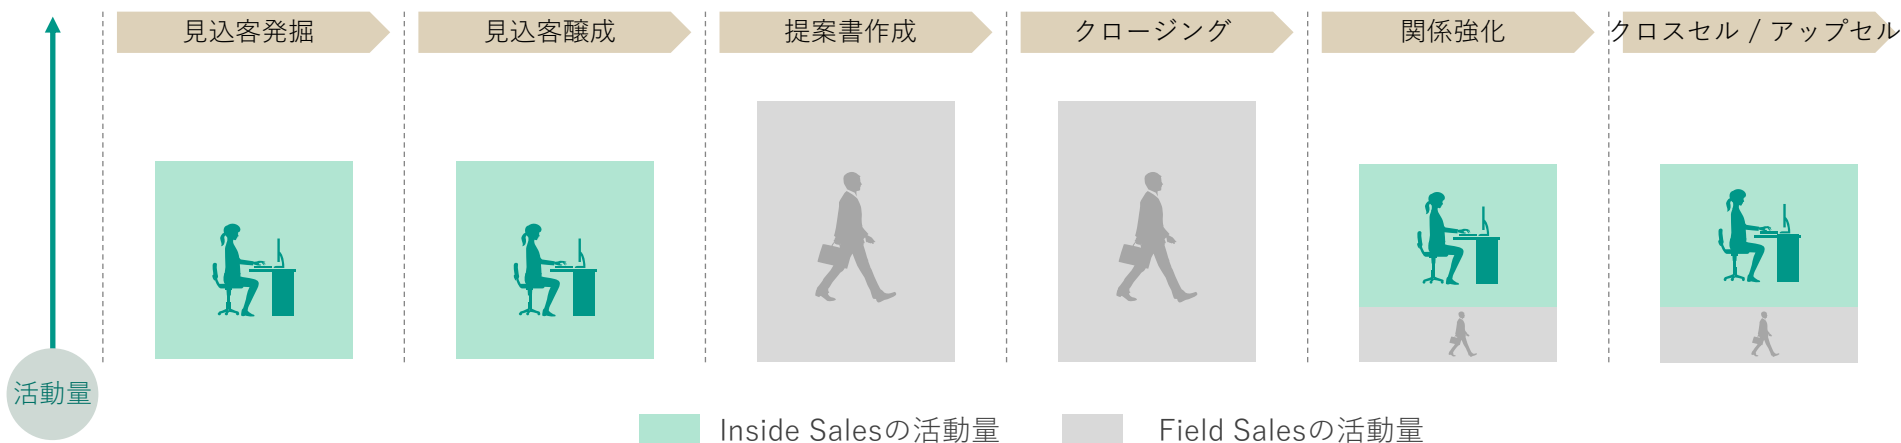 見込客発掘
見込客醸成
提案書作成
クロージング
関係強化
クロスセル / アップセル
活動量
Inside Salesの活動量
Field Salesの活動量